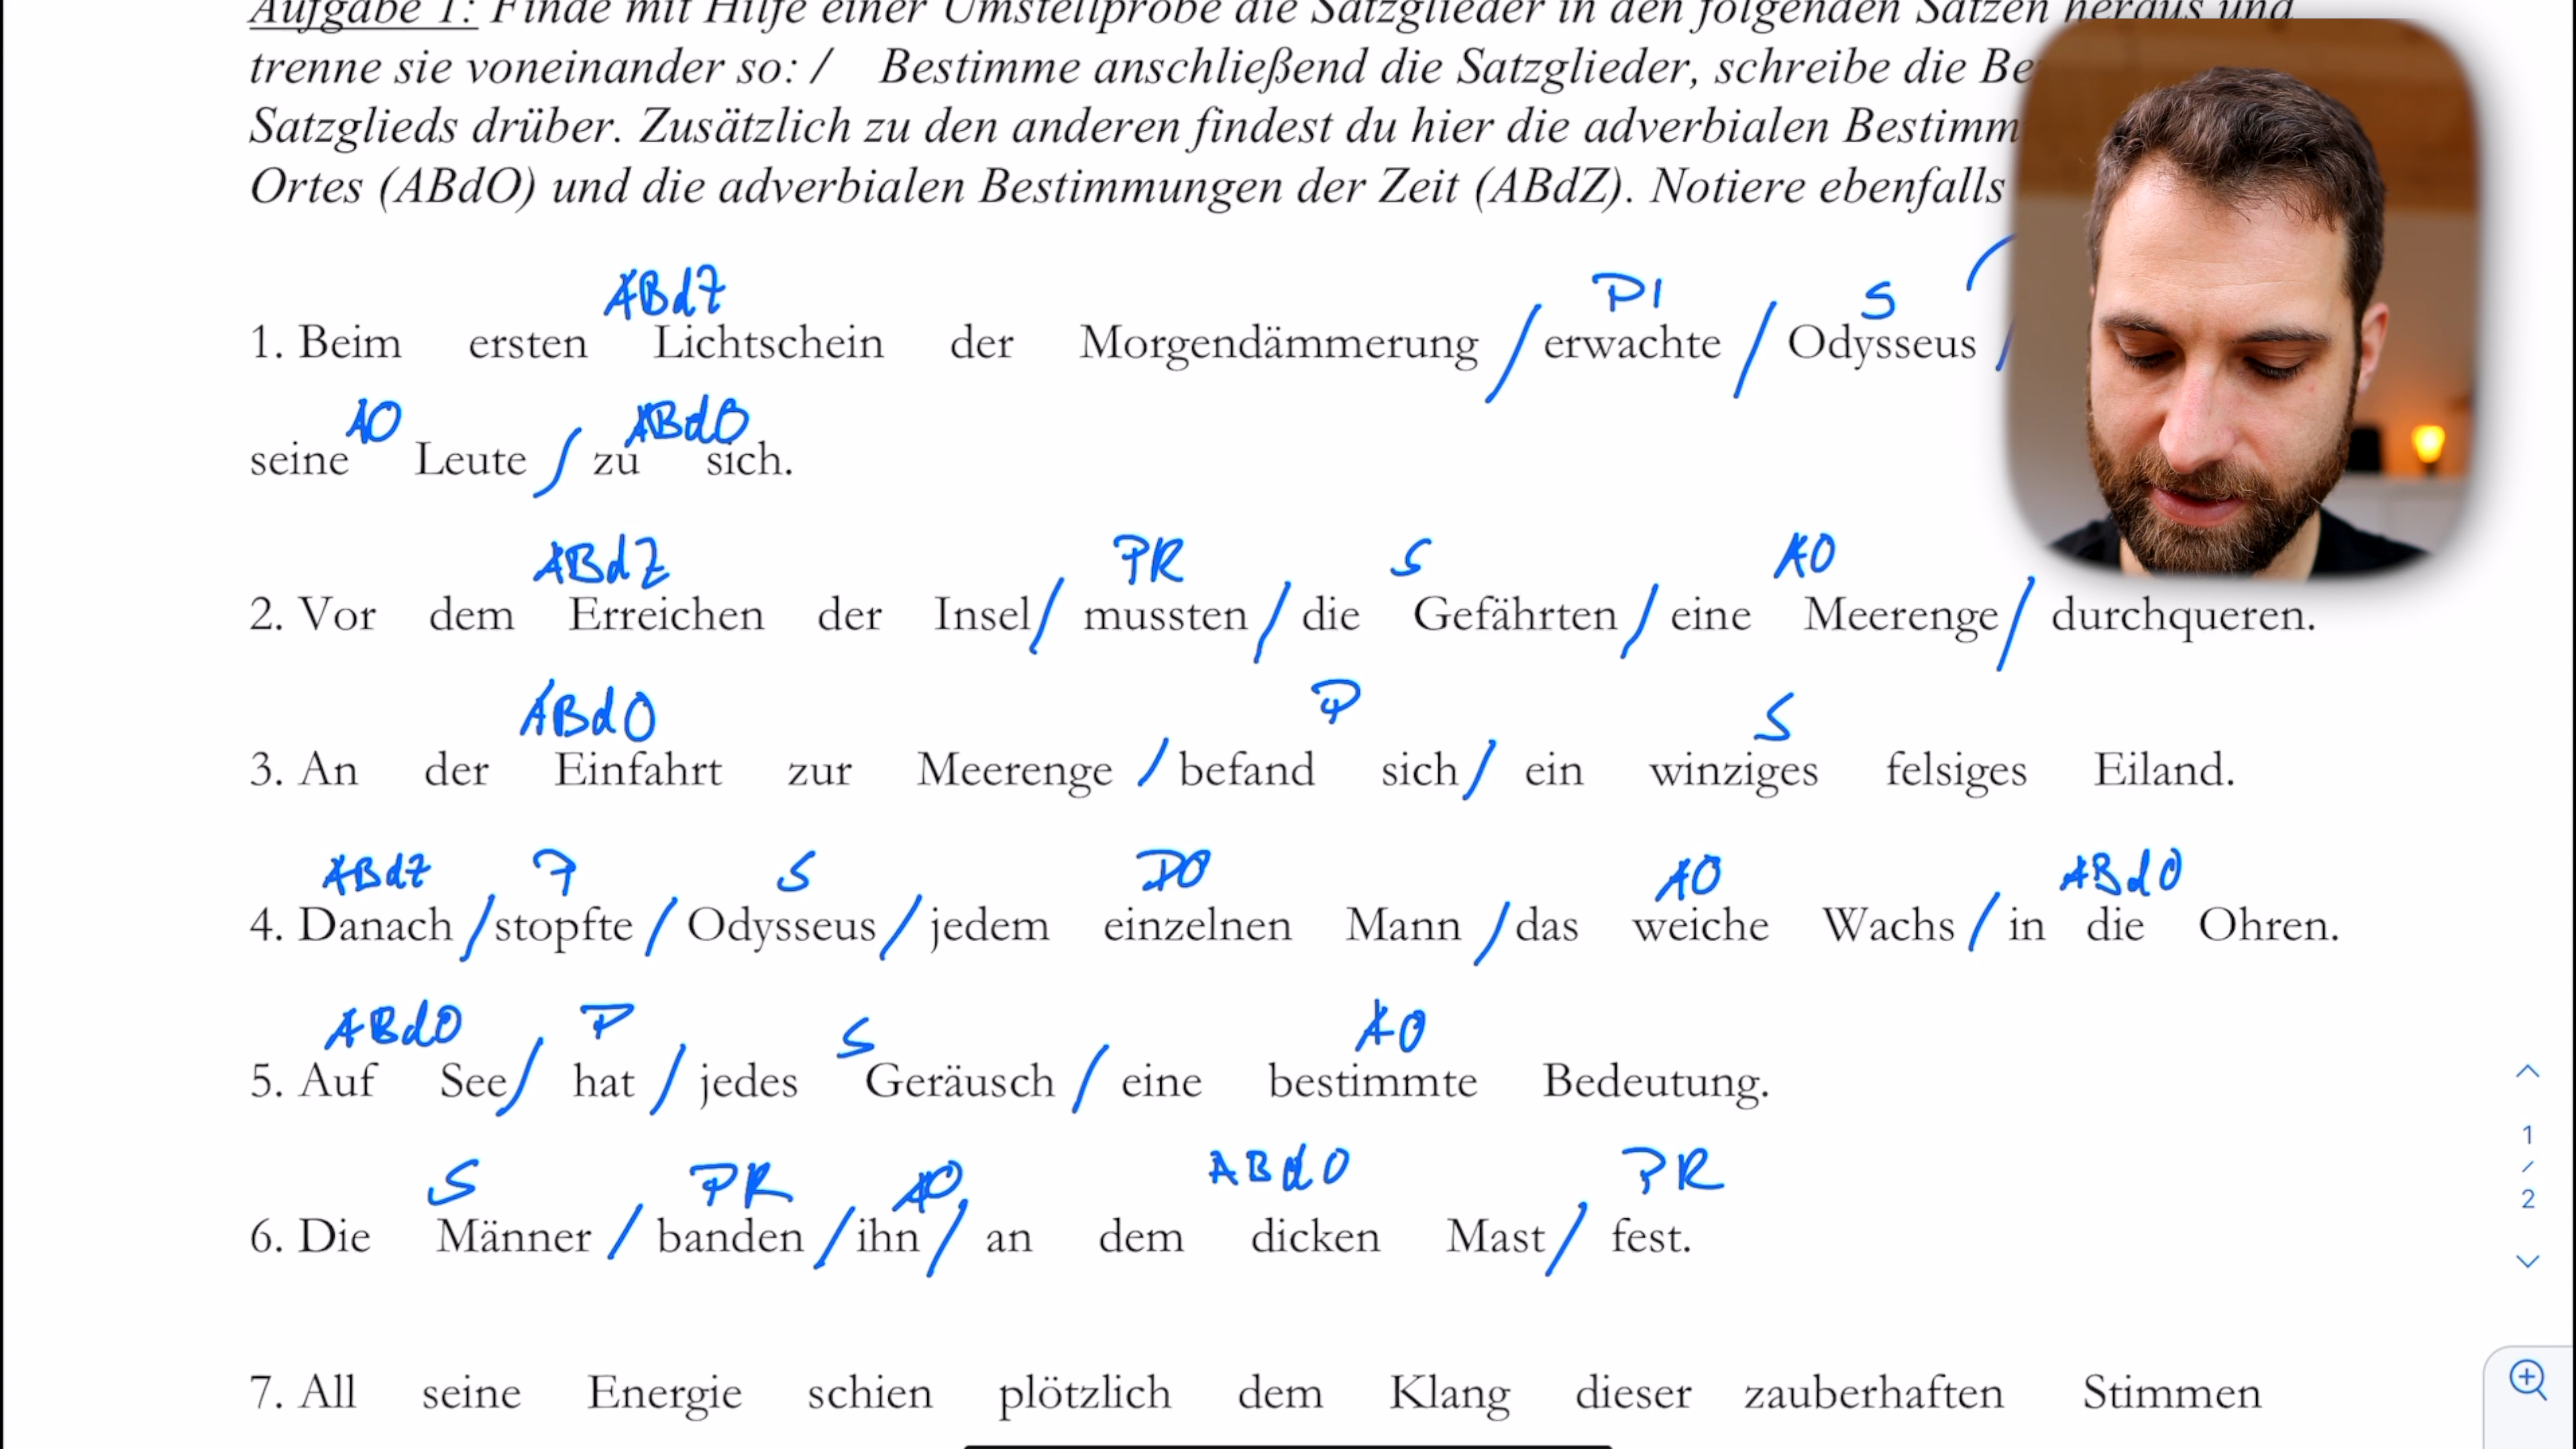 Aufgabe 1: Finde mit Hilfe einer Umstellprobe die Satzglieder in den folgenden Sätzen heraus und
trenne sie voneinander so: / Bestimme anschließend die Satzglieder, schreibe die
Satzglieds drüber. Zusätzlich zu den anderen findest du hier die adverbialen
Ortes (ABdO) und die adverbialen Bestimmungen der Zeit (ABdZ). Notiere ebenfalls
ABdZ P1 S
1. Beim ersten Lichtschein der Morgendämmerung / erwachte / Odysseus /
AO ABdO
seine Leute / zu sich.
ABdZ PR S AO
2. Vor dem Erreichen der Insel / mussten / die Gefährten / eine Meerenge / durchqueren.
ABdO P S
3. An der Einfahrt zur Meerenge / befand sich / ein winziges felsiges Eiland.
ABdZ P S DO AO ABdO
4. Danach / stopfte / Odysseus / jedem einzelnen Mann / das weiche Wachs / in die Ohren.
ABdO P S AO
5. Auf See / hat / jedes Geräusch / eine bestimmte Bedeutung.
S PR AO ABdO PR
6. Die Männer / banden / ihn / an dem dicken Mast / fest.
7. All seine Energie schien plötzlich dem Klang dieser zauberhaften Stimmen
1
/
2